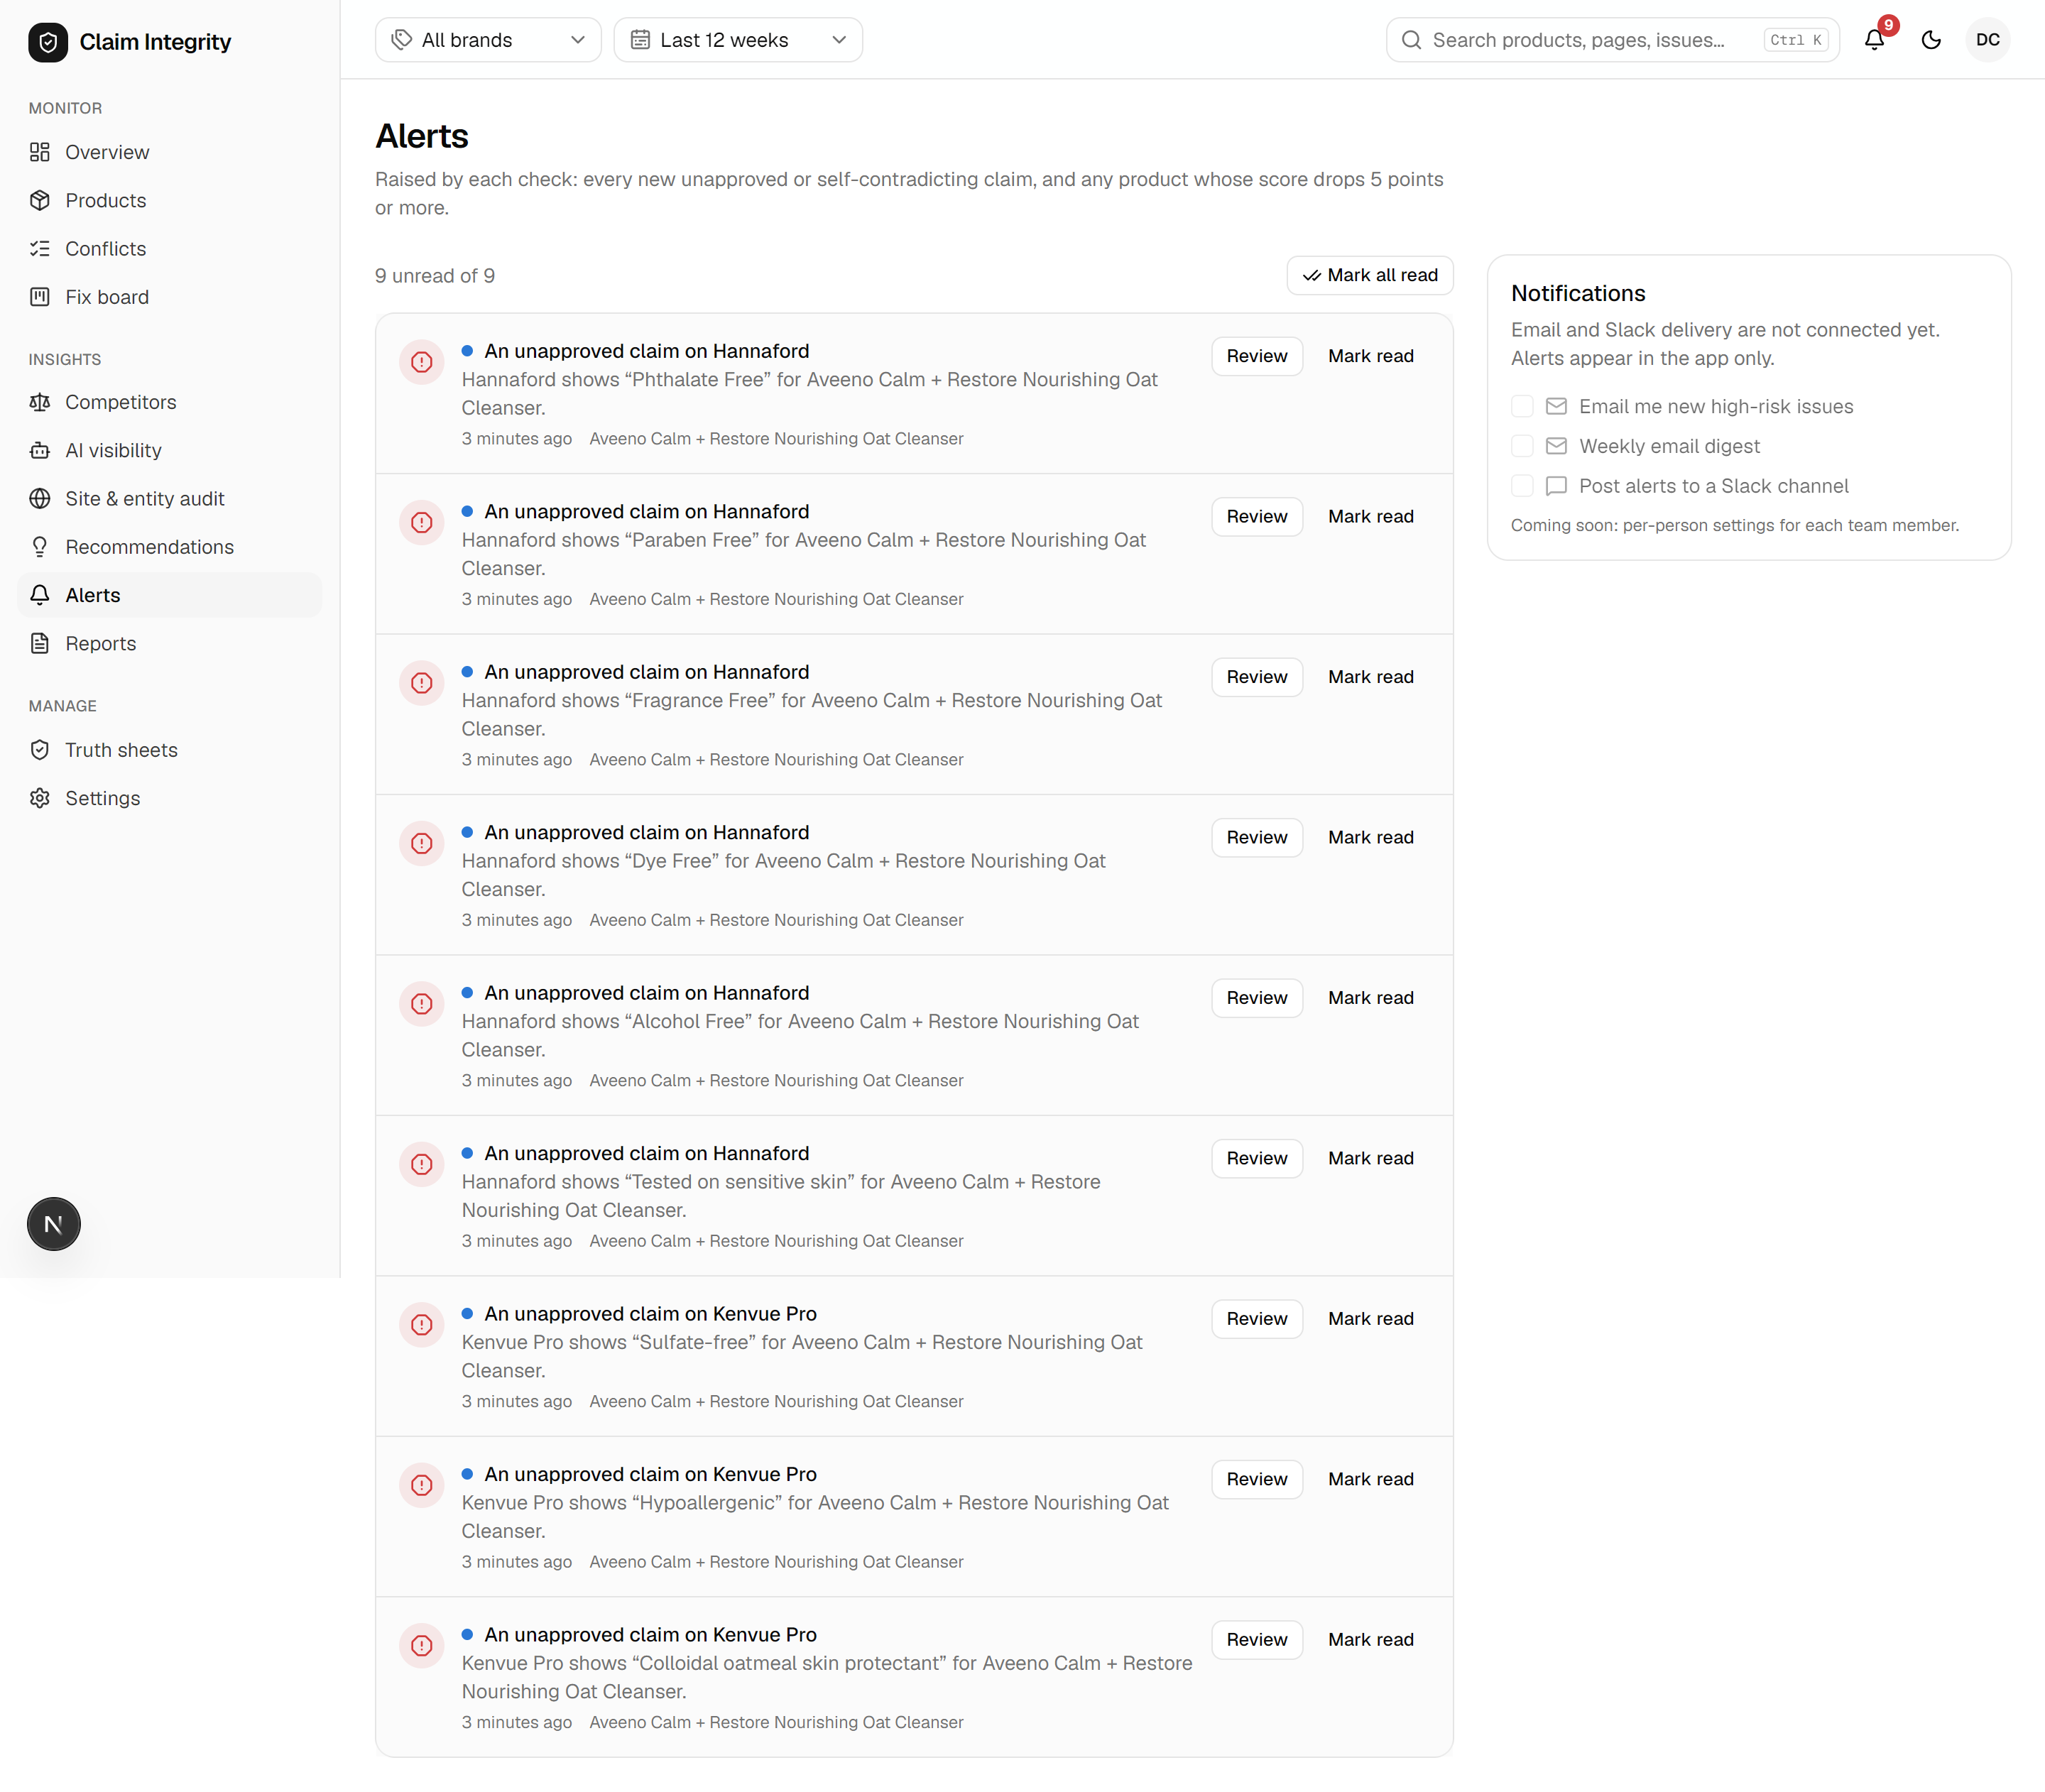 Claim Integrity
MONITOR
Overview
Products
Conflicts
Fix board
INSIGHTS
Competitors
AI visibility
Site & entity audit
Recommendations
Alerts
Reports
MANAGE
Truth sheets
Settings
N
All brands
Last 12 weeks
Search products, pages, issues...
Ctrl K
9
DC
Alerts
Raised by each check: every new unapproved or self-contradicting claim, and any product whose score drops 5 points
or more.
9 unread of 9
Mark all read
An unapproved claim on Hannaford
Hannaford shows “Phthalate Free” for Aveeno Calm + Restore Nourishing Oat
Cleanser.
3 minutes ago Aveeno Calm + Restore Nourishing Oat Cleanser
Review
Mark read
An unapproved claim on Hannaford
Hannaford shows “Paraben Free” for Aveeno Calm + Restore Nourishing Oat
Cleanser.
3 minutes ago Aveeno Calm + Restore Nourishing Oat Cleanser
Review
Mark read
An unapproved claim on Hannaford
Hannaford shows “Fragrance Free” for Aveeno Calm + Restore Nourishing Oat
Cleanser.
3 minutes ago Aveeno Calm + Restore Nourishing Oat Cleanser
Review
Mark read
An unapproved claim on Hannaford
Hannaford shows “Dye Free” for Aveeno Calm + Restore Nourishing Oat
Cleanser.
3 minutes ago Aveeno Calm + Restore Nourishing Oat Cleanser
Review
Mark read
An unapproved claim on Hannaford
Hannaford shows “Alcohol Free” for Aveeno Calm + Restore Nourishing Oat
Cleanser.
3 minutes ago Aveeno Calm + Restore Nourishing Oat Cleanser
Review
Mark read
An unapproved claim on Hannaford
Hannaford shows “Tested on sensitive skin” for Aveeno Calm + Restore
Nourishing Oat Cleanser.
3 minutes ago Aveeno Calm + Restore Nourishing Oat Cleanser
Review
Mark read
An unapproved claim on Kenvue Pro
Kenvue Pro shows “Sulfate-free” for Aveeno Calm + Restore Nourishing Oat
Cleanser.
3 minutes ago Aveeno Calm + Restore Nourishing Oat Cleanser
Review
Mark read
An unapproved claim on Kenvue Pro
Kenvue Pro shows “Hypoallergenic” for Aveeno Calm + Restore Nourishing Oat
Cleanser.
3 minutes ago Aveeno Calm + Restore Nourishing Oat Cleanser
Review
Mark read
An unapproved claim on Kenvue Pro
Kenvue Pro shows “Colloidal oatmeal skin protectant” for Aveeno Calm + Restore
Nourishing Oat Cleanser.
3 minutes ago Aveeno Calm + Restore Nourishing Oat Cleanser
Review
Mark read
Notifications
Email and Slack delivery are not connected yet.
Alerts appear in the app only.
Email me new high-risk issues
Weekly email digest
Post alerts to a Slack channel
Coming soon: per-person settings for each team member.